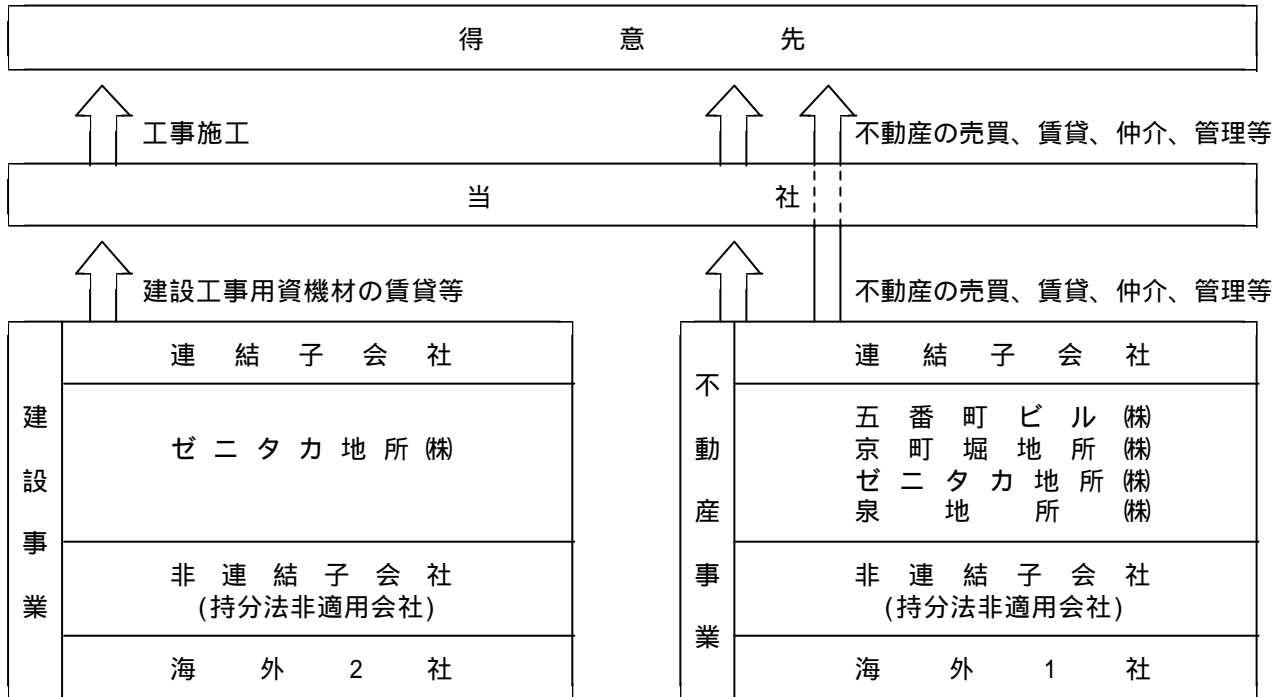 得意先
工事施工
不動産の売買、賃貸、仲介、管理等
当社
建設工事用資機材の賃貸等
不動産の売買、賃貸、仲介、管理等
建設事業
連結子会社
ゼニタカ地所㈱
非連結子会社
(持分法非適用会社)
海外2社
不動産事業
連結子会社
五番町ビル㈱
京町堀地所㈱
ゼニタカ地所㈱
泉地所㈱
非連結子会社
(持分法非適用会社)
海外1社